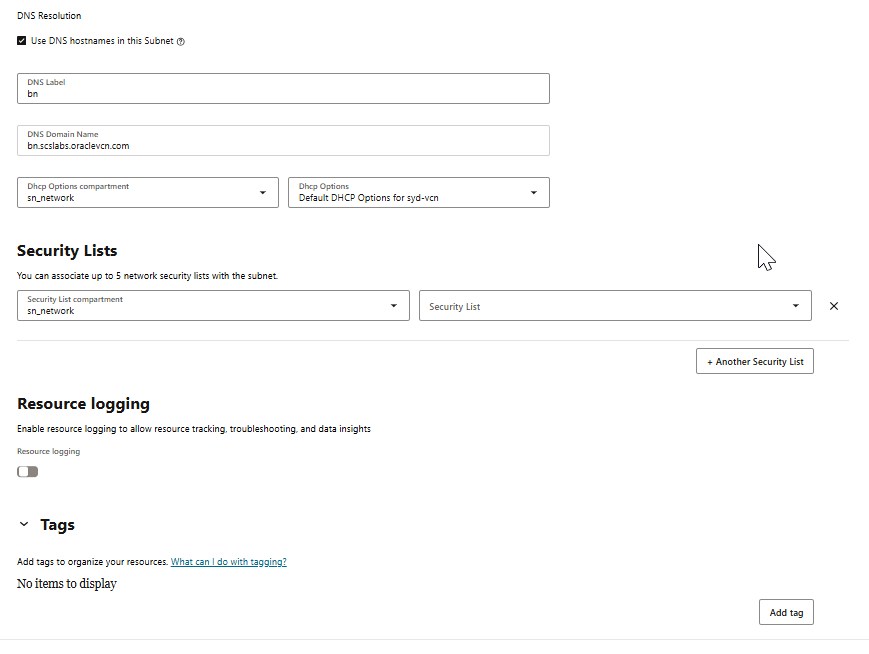 DNS Resolution
Use DNS hostnames in this Subnet
DNS Label
bn
DNS Domain Name
bn.scslabs.oraclevcn.com
Dhcp Options compartment
sn_network
Dhcp Options
Default DHCP Options for syd-vcn
Security Lists
You can associate up to 5 network security lists with the subnet.
Security List compartment
sn_network
Security List
+ Another Security List
Resource logging
Enable resource logging to allow resource tracking, troubleshooting, and data insights
Resource logging
Tags
Add tags to organize your resources. What can I do with tagging?
No items to display
Add tag